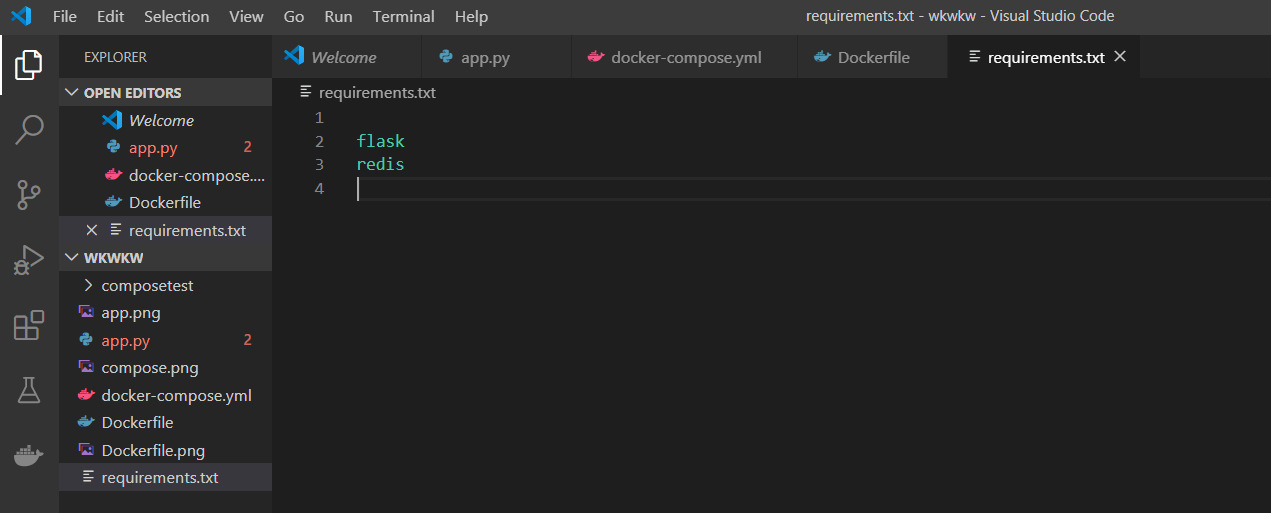 File Edit Selection View Go Run Terminal Help requirements.txt - wkwkw - Visual Studio Code
EXPLORER
OPEN EDITORS
Welcome
app.py 2
docker-compose....
Dockerfile
requirements.txt
WKWKW
composetest
app.png
app.py 2
compose.png
docker-compose.yml
Dockerfile
Dockerfile.png
requirements.txt
Welcome app.py docker-compose.yml Dockerfile requirements.txt
requirements.txt
1
2 flask
3 redis
4